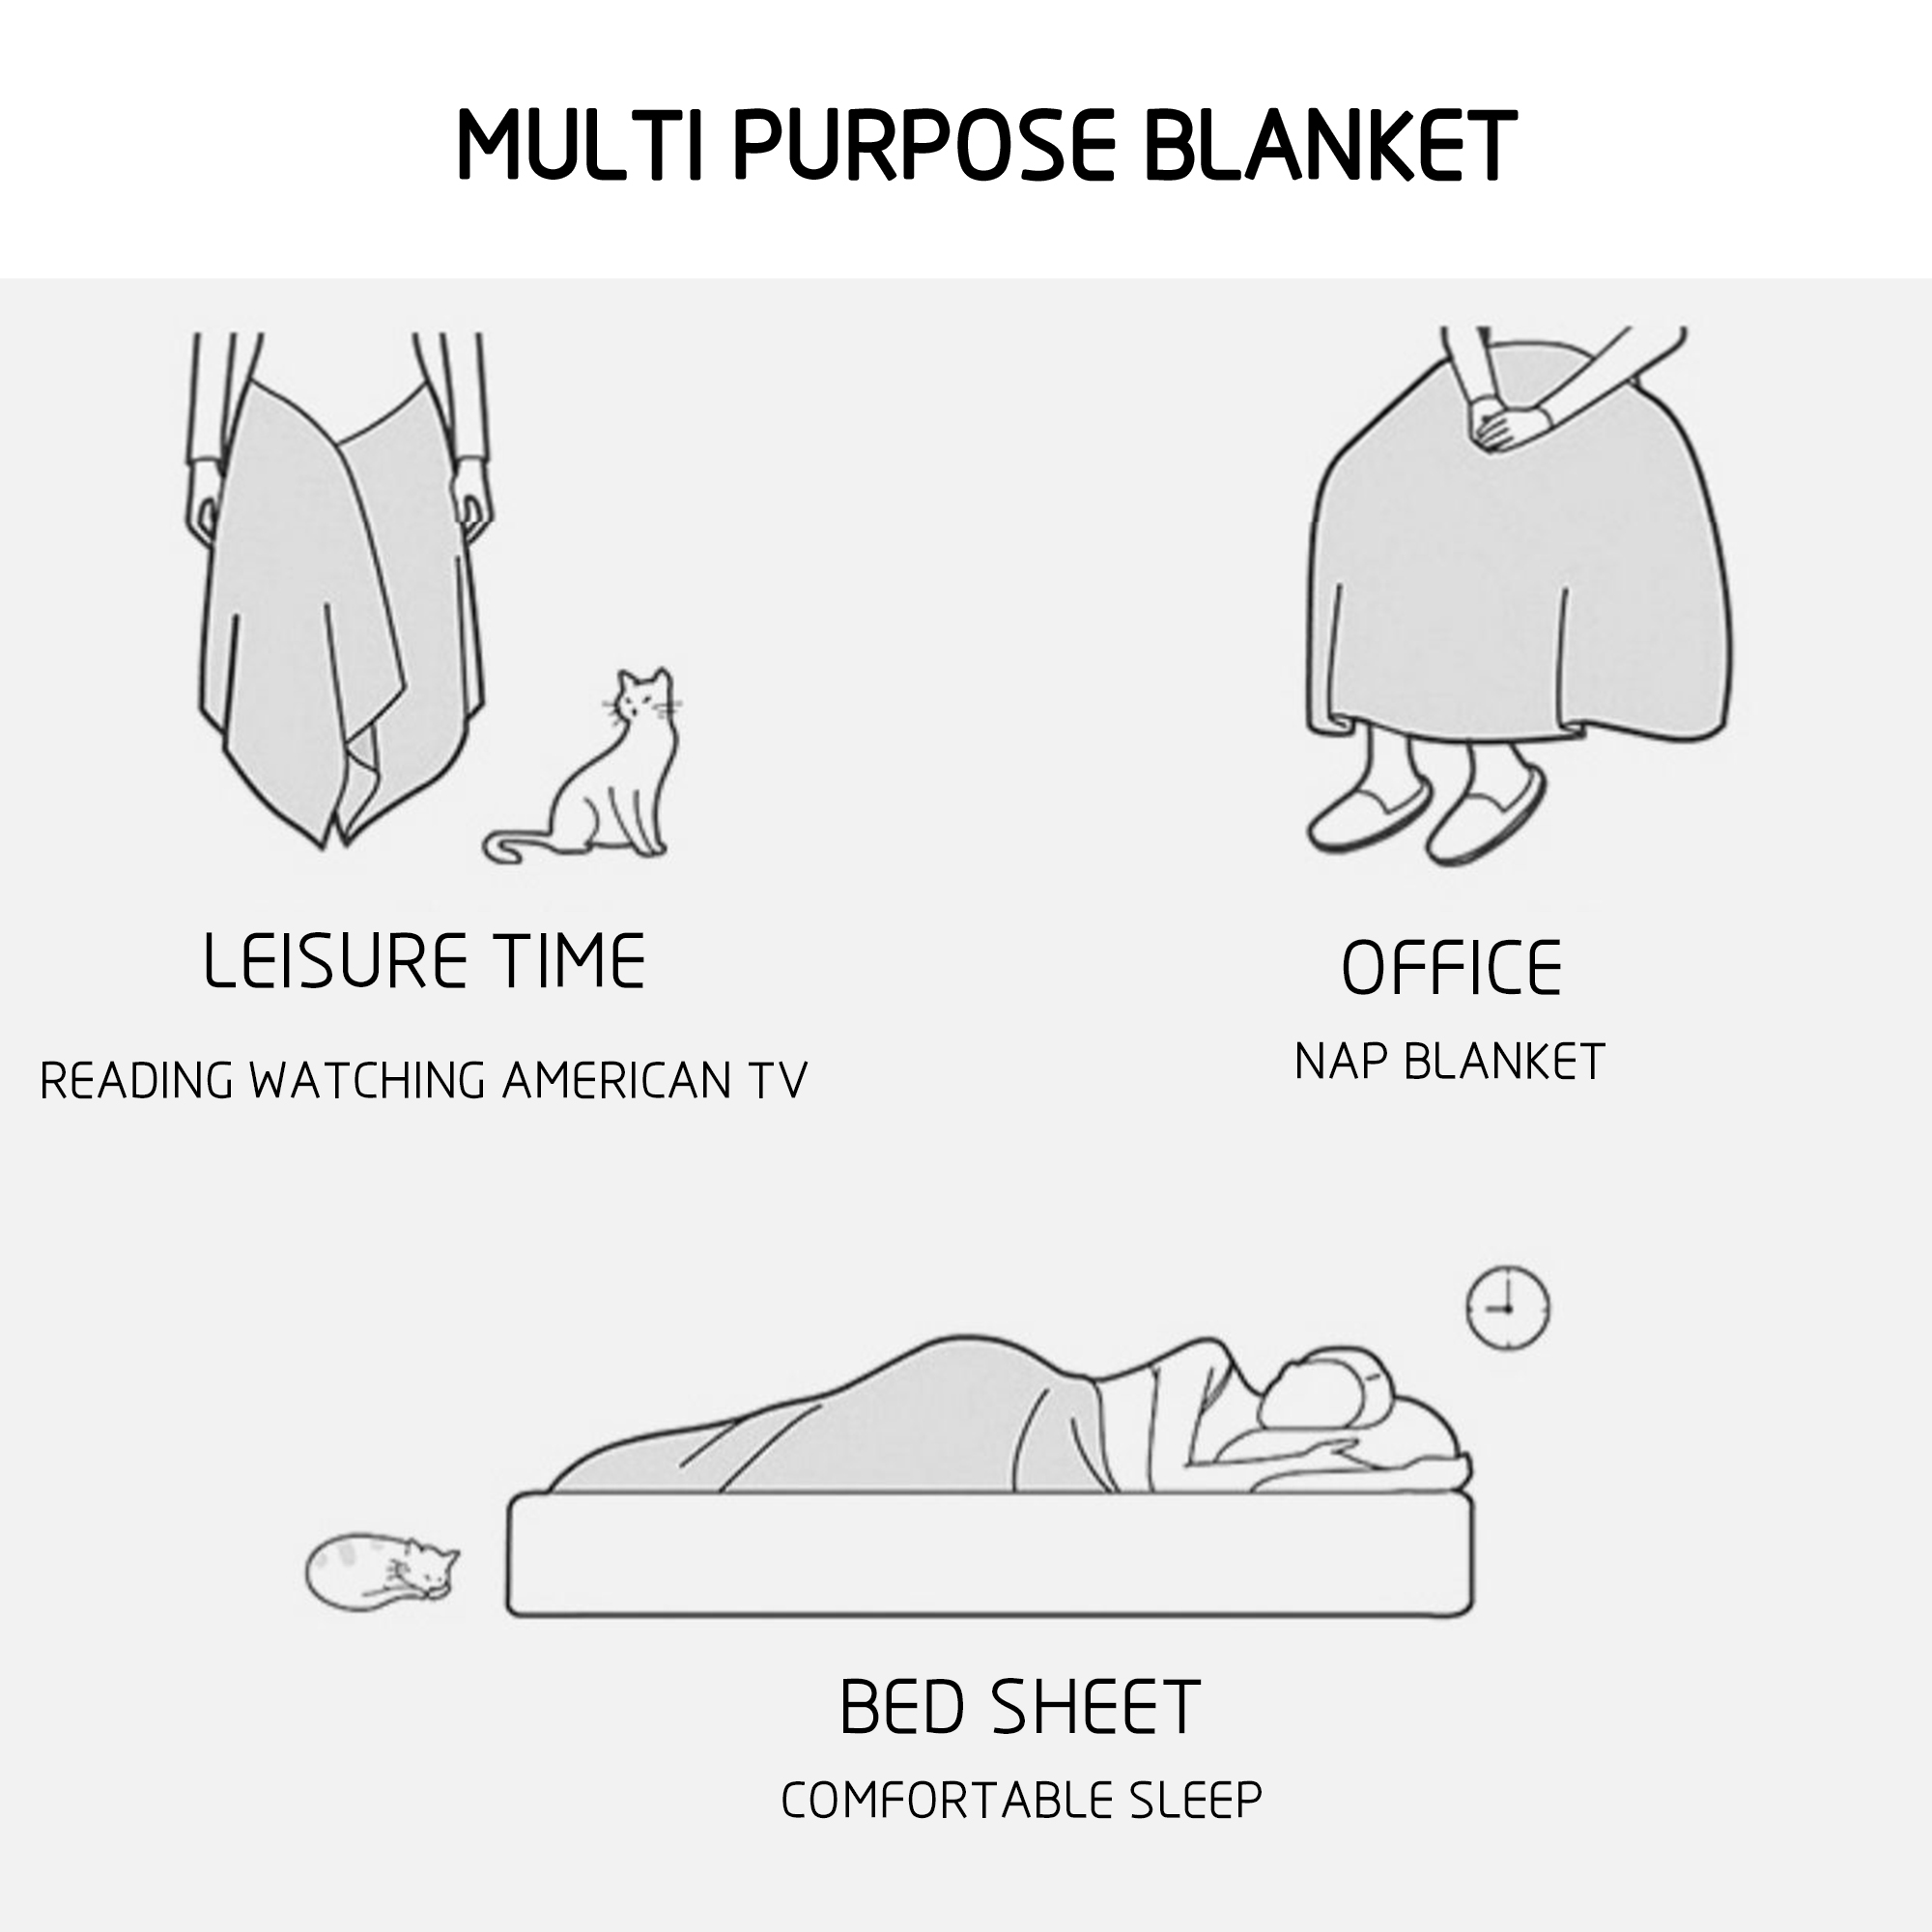 MULTI PURPOSE BLANKET
LEISURE TIME
READING WATCHING AMERICAN TV
OFFICE
NAP BLANKET
BED SHEET
COMFORTABLE SLEEP